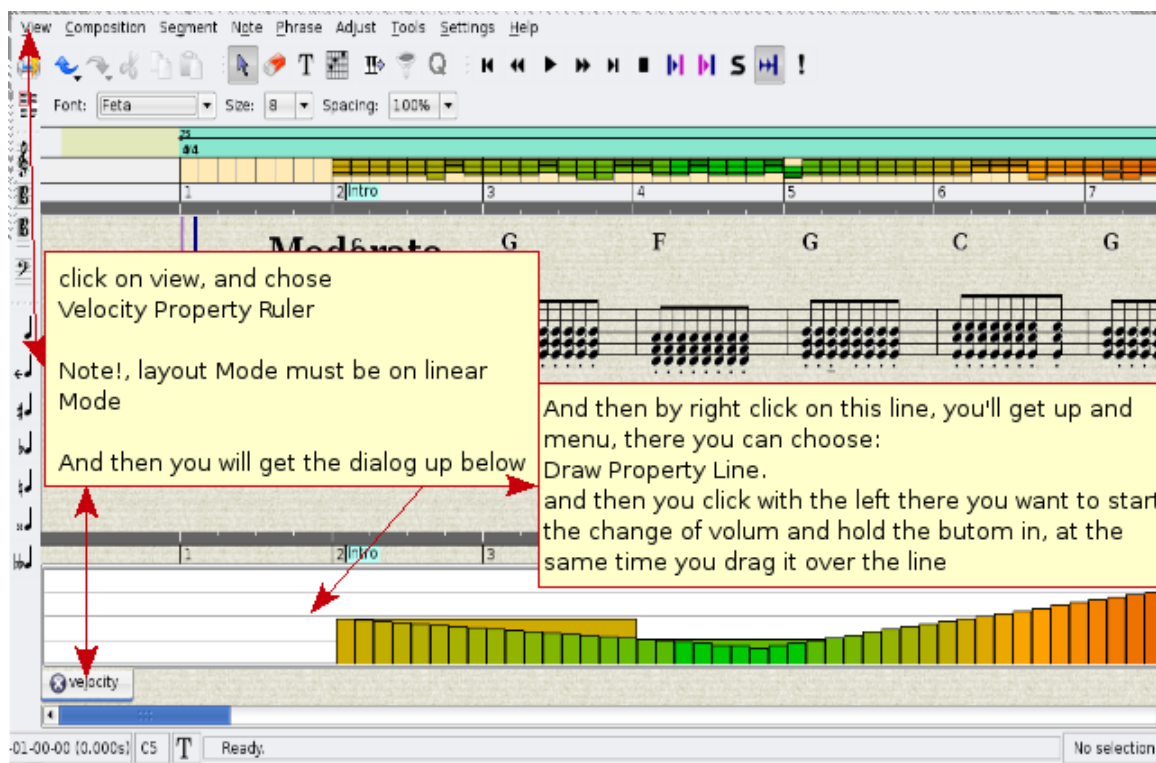 View Composition Segment Note Phrase Adjust Tools Settings Help
T Q S !
Font: Feta Size: 8 Spacing: 100%
75
4/4
1 2 Intro 3 4 5 6 7
G F G C G
click on view, and chose
Velocity Property Ruler
Note!, layout Mode must be on linear
Mode
And then you will get the dialog up below
And then by right click on this line, you'll get up and
menu, there you can choose:
Draw Property Line.
and then you click with the left there you want to start
the change of volum and hold the butom in, at the
same time you drag it over the line
1 2 Intro 3
velocity
-01-00-00 (0.000s) C5 T Ready. No selection